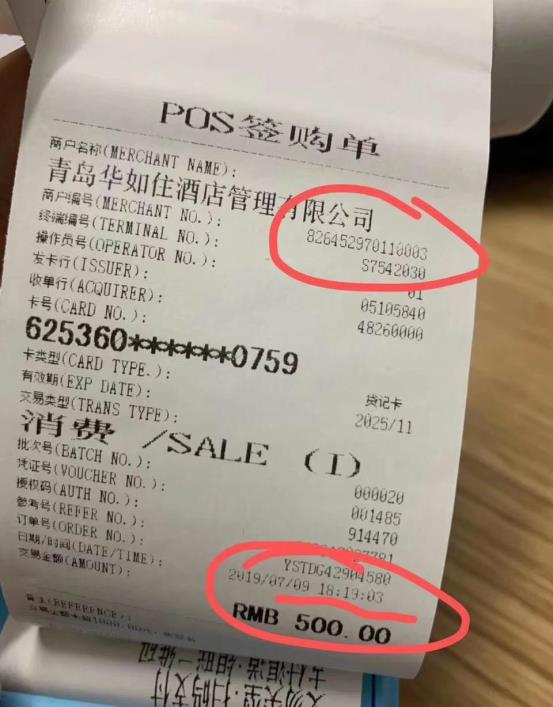 POS签购单
商户名称(MERCHANT NAME):
青岛华如住酒店管理有限公司
商户编号(MERCHANT NO.):
826452970110003
终端编号(TERMINAL NO.):
S7542030
操作员号(OPERATOR NO.):
01
发卡行(ISSUER):
05105840
收单行(ACQUIRER):
48260000
卡号(CARD NO.):
625360******0759
卡类型(CARD TYPE.):
贷记卡
有效期(EXP DATE):
2025/11
交易类型(TRANS TYPE):
消费 /SALE (I)
批次号(BATCH NO.):
000020
凭证号(VOUCHER NO.):
001485
授权码(AUTH NO.):
914470
参考号(REFER NO.):
订单号(ORDER NO.):
YSTDG42904580
日期/时间(DATE/TIME):
2019/07/09 18:19:03
交易金额(AMOUNT):
RMB 500.00
备注(REFERENCE):